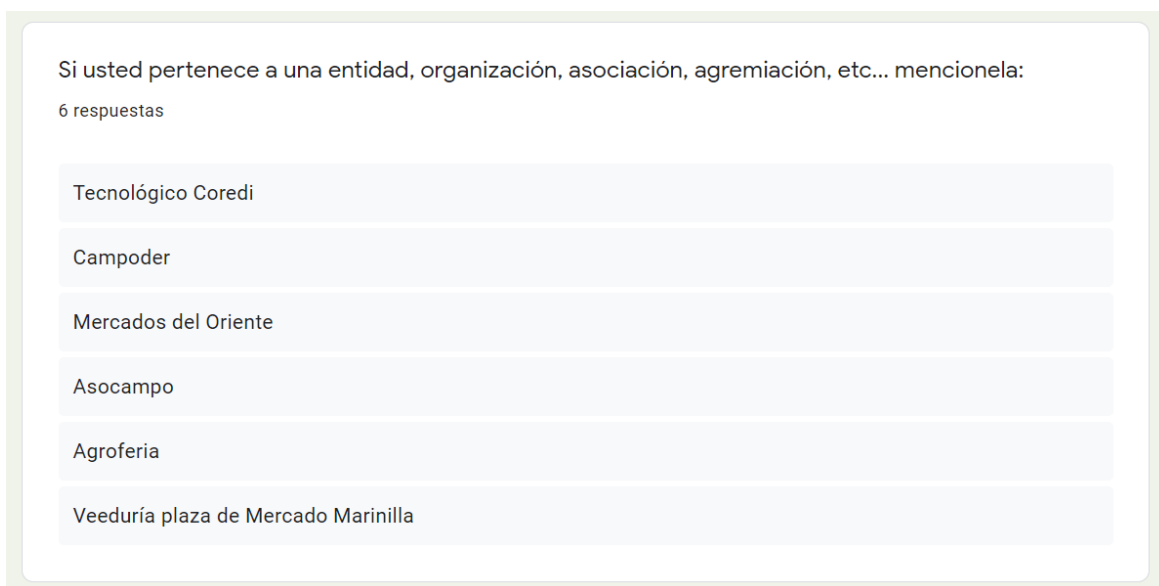 Si usted pertenece a una entidad, organización, asociación, agremiación, etc... mencionela:
6 respuestas
Tecnológico Coredi
Campoder
Mercados del Oriente
Asocampo
Agroferia
Veeduría plaza de Mercado Marinilla